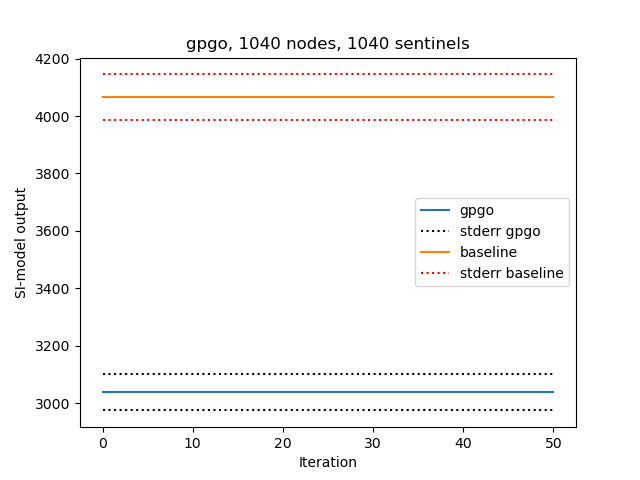 gpgo, 1040 nodes, 1040 sentinels
4200
4000
3800
3600
3400
3200
3000
SI-model output
gpgo
stderr gpgo
baseline
stderr baseline
0 10 20 30 40 50
Iteration